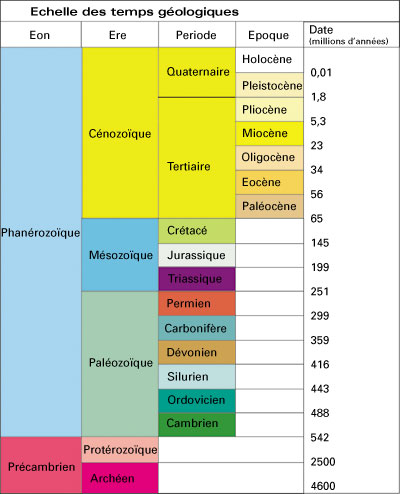 Echelle des temps géologiques
Eon Ere Periode Epoque Date
(millions d'années)
Holocène
Quaternaire 0,01
Pleistocène
1,8
Pliocène
5,3
Miocène
Cénozoïque 23
Oligocène
Tertiaire 34
Eocène
56
Paléocène
65
Phanérozoïque Crétacé
145
Mésozoïque Jurassique
199
Triassique
251
Permien
299
Carbonifère
359
Paléozoïque Dévonien
416
Silurien
443
Ordovicien
488
Cambrien
542
Protérozoïque
Précambrien 2500
Archéen
4600